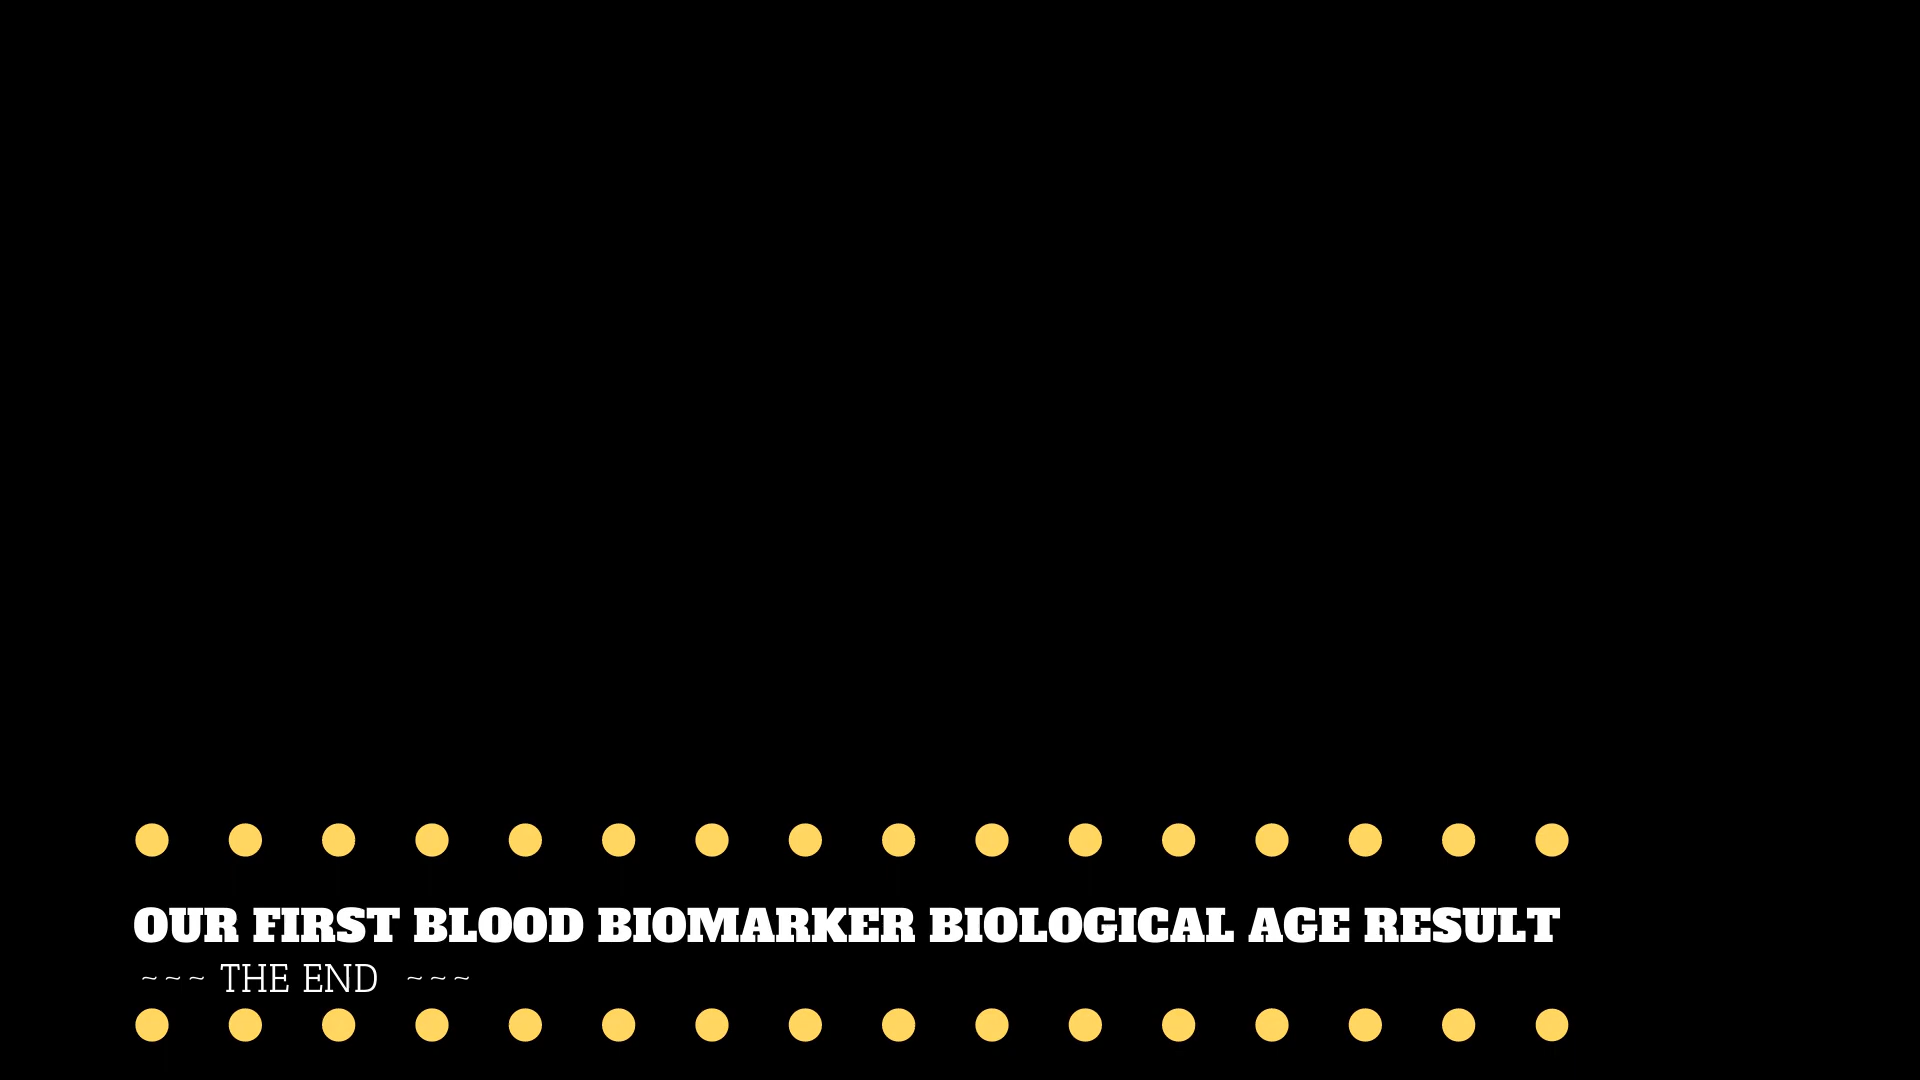 OUR FIRST BLOOD BIOMARKER BIOLOGICAL AGE RESULT
~~~ THE END ~~~